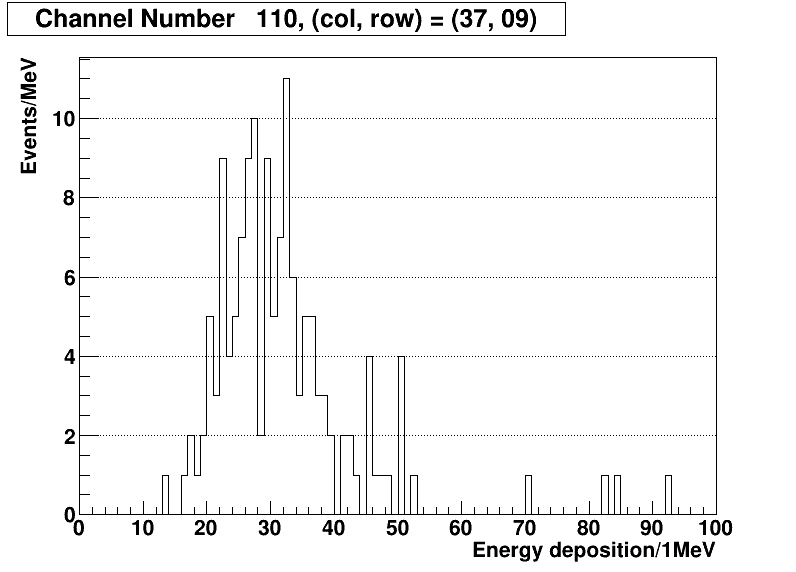 Channel Number 110, (col, row) = (37, 09)
Events/MeV
10
8
6
4
2
0
0 10 20 30 40 50 60 70 80 90 100
Energy deposition/1MeV